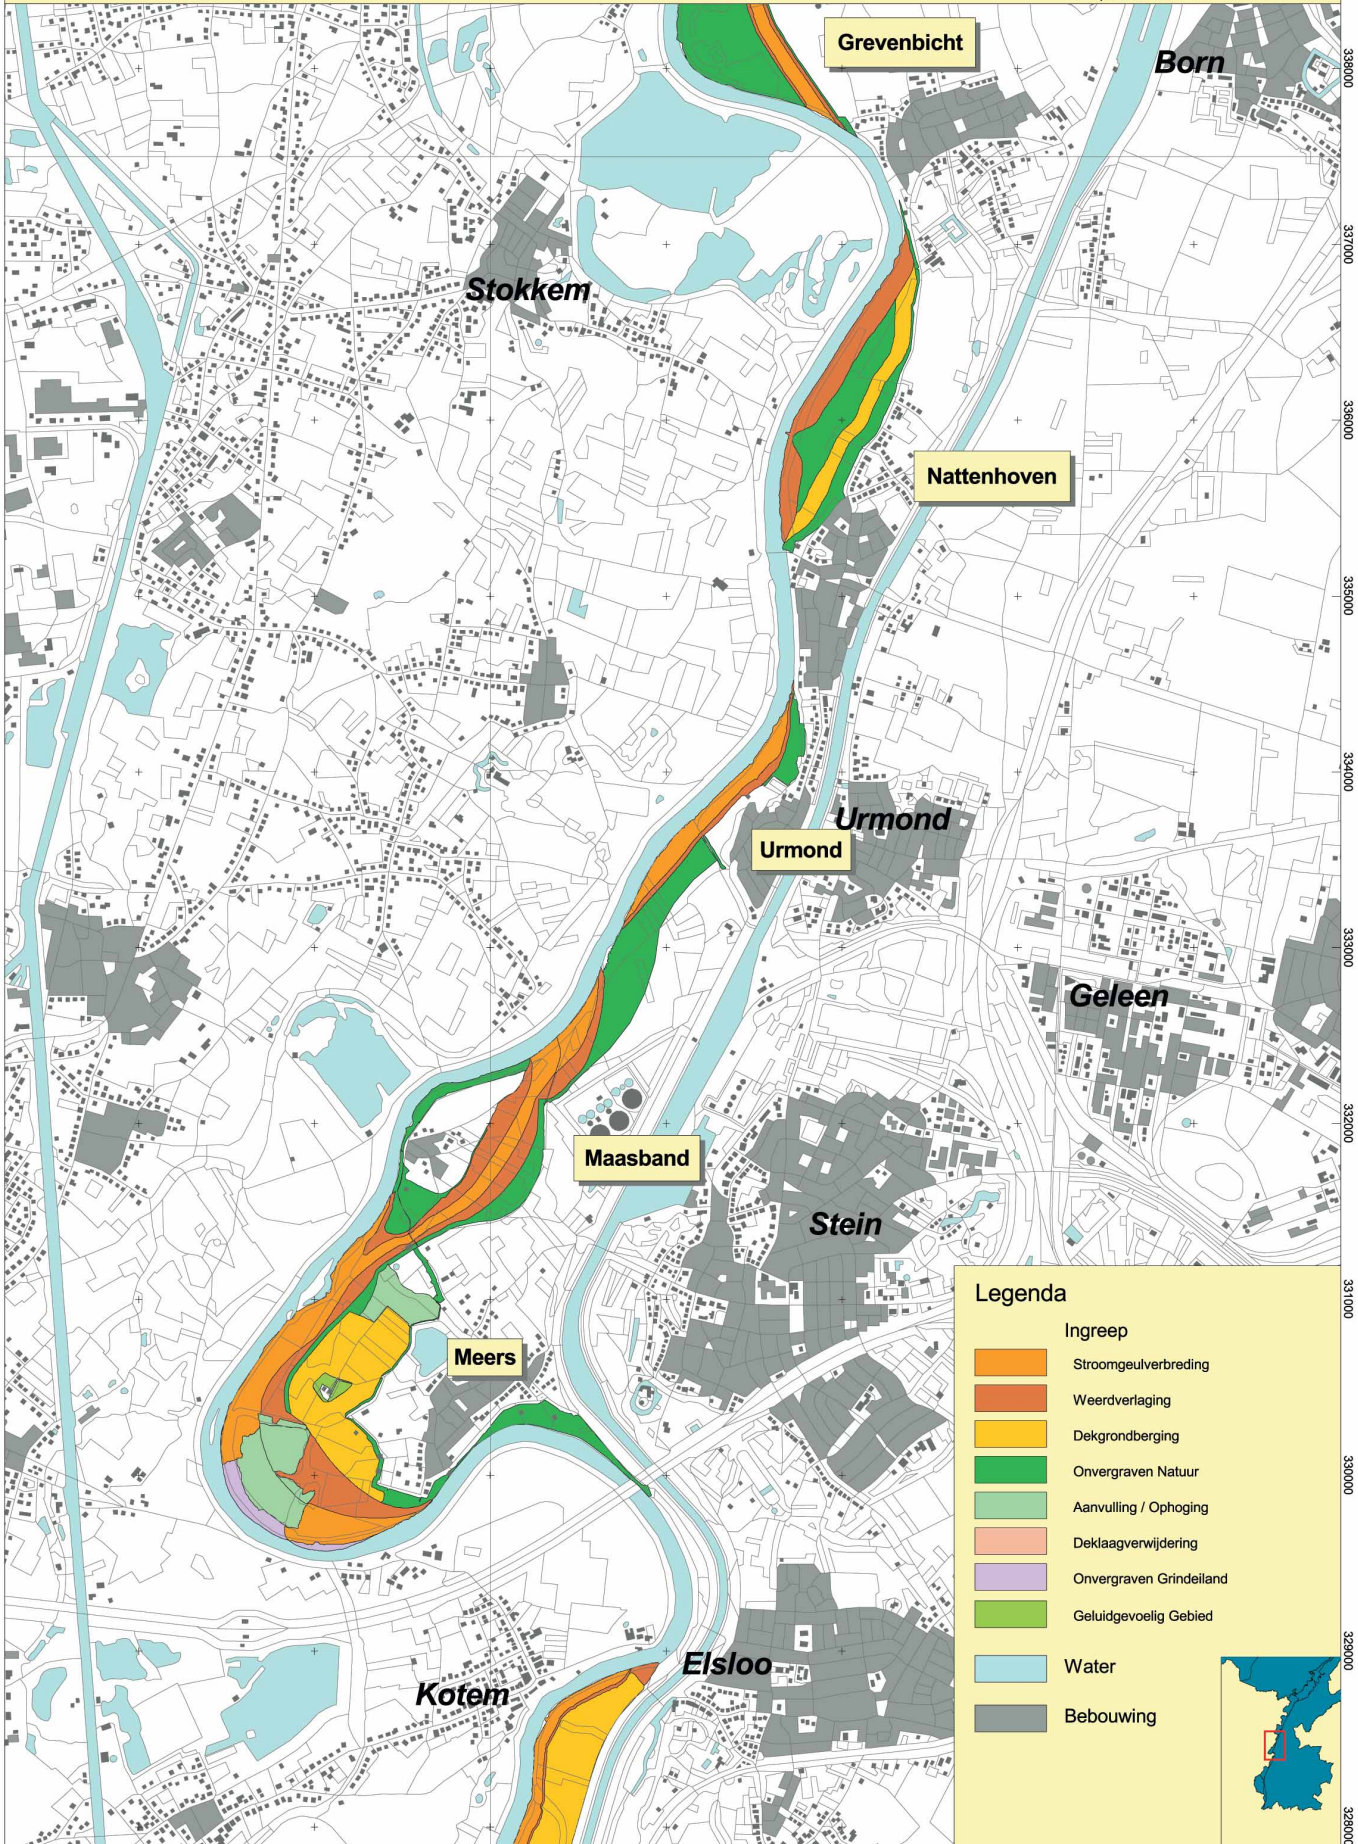 Grevenbicht
Born
338000
337000
Stokkem
336000
Nattenhoven
335000
334000
Urmond
Urmond
333000
Geleen
332000
Maasband
Stein
331000
Meers
330000
329000
Elsloo
Kotem
328000
Legenda
Ingreep
Stroomgeulverbreding
Weerdverlaging
Dekgrondberging
Onvergraven Natuur
Aanvulling / Ophoging
Deklaagverwijdering
Onvergraven Grindeiland
Geluidgevoelig Gebied
Water
Bebouwing